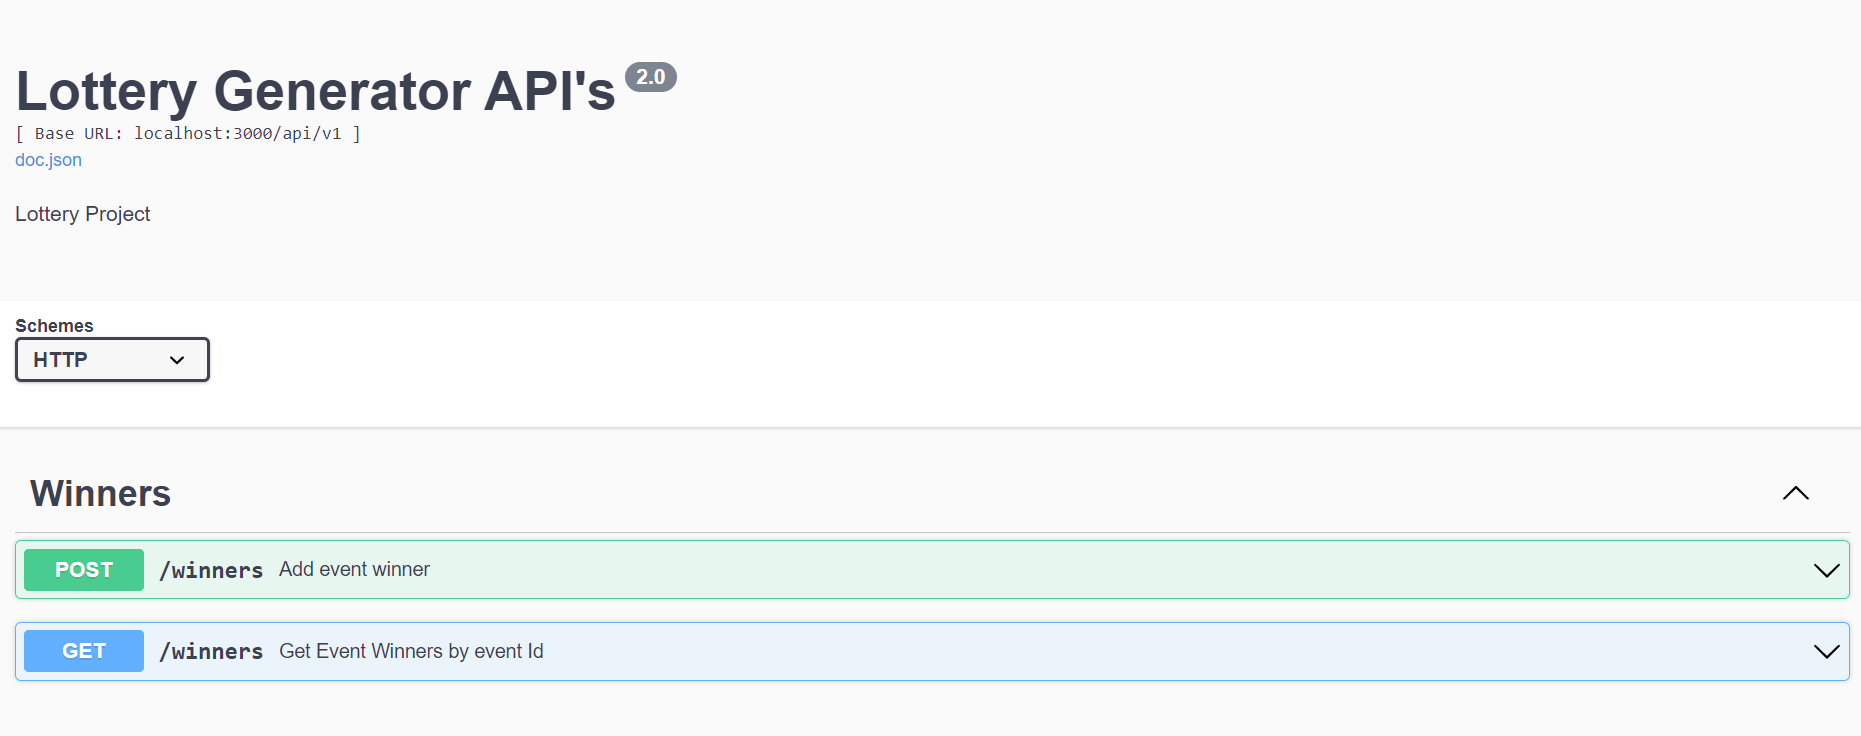 Lottery Generator API's 2.0
[ Base URL: localhost:3000/api/v1 ]
doc.json
Lottery Project
Schemes
HTTP
Winners
POST /winners Add event winner
GET /winners Get Event Winners by event Id